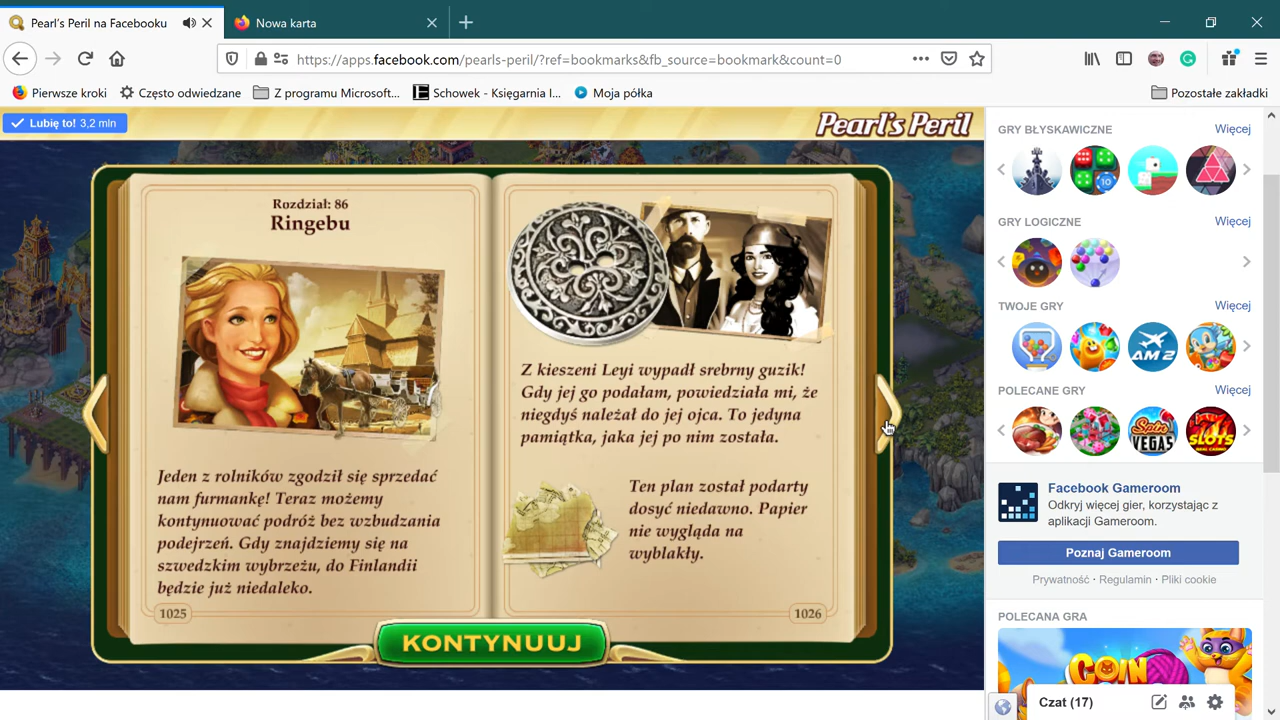 Pearl's Peril na Facebooku
Nowa karta
https://apps.facebook.com/pearls-peril/?ref=bookmarks&fb_source=bookmark&count=0
Pierwsze kroki
Często odwiedzane
Z programu Microsoft...
Schowek - Księgarnia I...
Moja półka
Pozostałe zakładki
Lubię to! 3,2 mln
Pearl's Peril
Rozdział: 86
Ringebu
Jeden z rolników zgodził się sprzedać
nam furmankę! Teraz możemy
kontynuować podróż bez wzbudzania
podejrzeń. Gdy znajdziemy się na
szwedzkim wybrzeżu, do Finlandii
będzie już niedaleko.
1025
Z kieszeni Leyi wypadł srebrny guzik!
Gdy jej go podałam, powiedziała mi, że
niegdyś należał do jej ojca. To jedyna
pamiątka, jaka jej po nim została.
Ten plan został podarty
dosyć niedawno. Papier
nie wygląda na
wyblakły.
1026
KONTYNUUJ
GRY BŁYSKAWICZNE
Więcej
10
GRY LOGICZNE
Więcej
TWOJE GRY
Więcej
AM 2
POLECANE GRY
Więcej
Spin
VEGAS
SLOTS
Facebook Gameroom
Odkryj więcej gier, korzystając z
aplikacji Gameroom.
Poznaj Gameroom
Prywatność · Regulamin · Pliki cookie
POLECANA GRA
COIN
Czat (17)